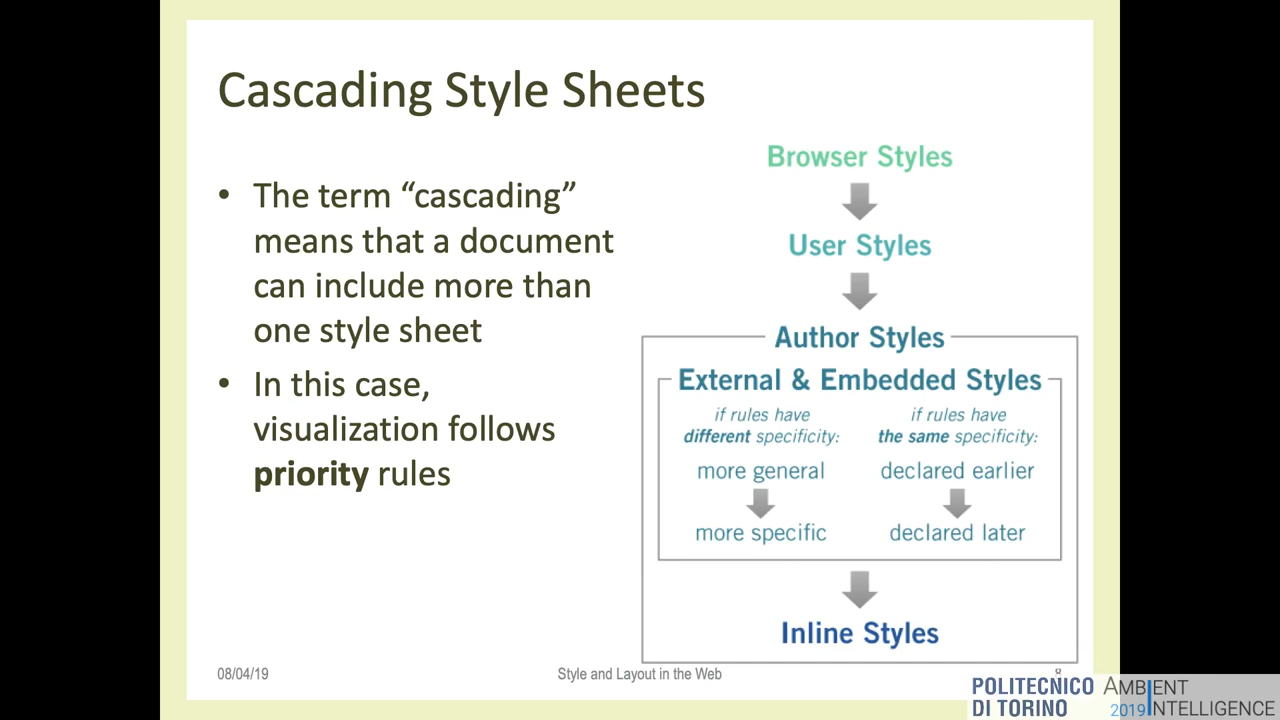 Cascading Style Sheets
• The term “cascading”
means that a document
can include more than
one style sheet
• In this case,
visualization follows
priority rules
Browser Styles
User Styles
Author Styles
External & Embedded Styles
if rules have
different specificity:
more general
more specific
if rules have
the same specificity:
declared earlier
declared later
Inline Styles
08/04/19
Style and Layout in the Web
POLITECNICO
DI TORINO
AMBIENT
2019 INTELLIGENCE